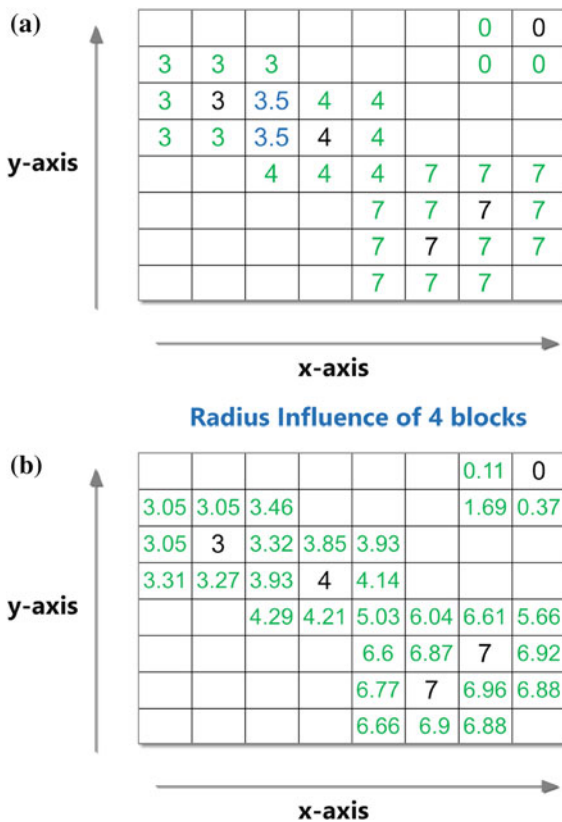 (a)
0 0
3 3 3 0 0
3 3 3.5 4 4
3 3 3.5 4 4
y-axis
4 4 4 7 7 7
7 7 7 7
7 7 7 7
7 7 7
x-axis
Radius Influence of 4 blocks
(b)
0.11 0
3.05 3.05 3.46 1.69 0.37
3.05 3 3.32 3.85 3.93
3.31 3.27 3.93 4 4.14
y-axis
4.29 4.21 5.03 6.04 6.61 5.66
6.6 6.87 7 6.92
6.77 7 6.96 6.88
6.66 6.9 6.88
x-axis